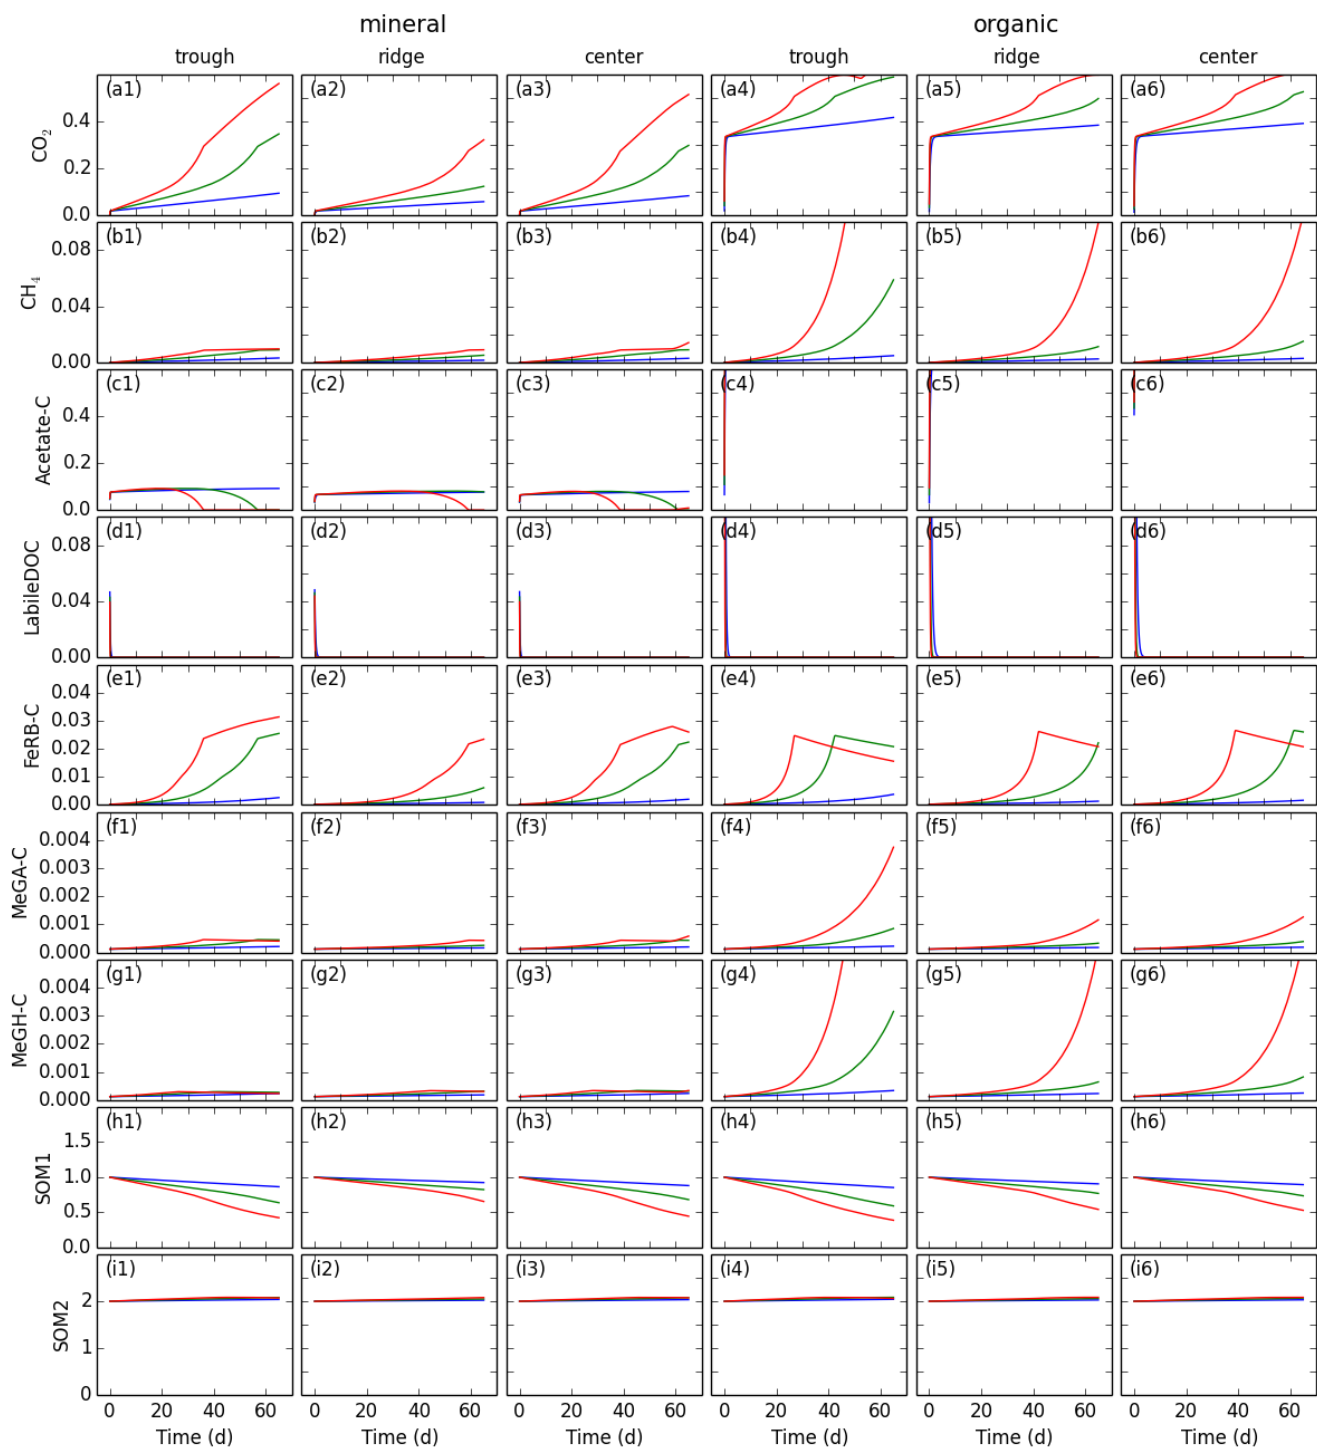 mineral organic
trough ridge center trough ridge center
CO₂ 0.4 0.2 0.0 (a1) (a2) (a3) (a4) (a5) (a6)
CH₄ 0.08 0.04 0.00 (b1) (b2) (b3) (b4) (b5) (b6)
Acetate-C 0.4 0.2 0.0 (c1) (c2) (c3) (c4) (c5) (c6)
LabileDOC 0.08 0.04 0.00 (d1) (d2) (d3) (d4) (d5) (d6)
FeRB-C 0.04 0.03 0.02 0.01 0.00 (e1) (e2) (e3) (e4) (e5) (e6)
MeGA-C 0.004 0.003 0.002 0.001 0.000 (f1) (f2) (f3) (f4) (f5) (f6)
MeGH-C 0.004 0.003 0.002 0.001 0.000 (g1) (g2) (g3) (g4) (g5) (g6)
SOM1 1.5 1.0 0.5 0.0 (h1) (h2) (h3) (h4) (h5) (h6)
SOM2 2 1 0 (i1) (i2) (i3) (i4) (i5) (i6)
0 20 40 60 0 20 40 60 0 20 40 60 0 20 40 60 0 20 40 60 0 20 40 60
Time (d) Time (d) Time (d) Time (d) Time (d) Time (d)